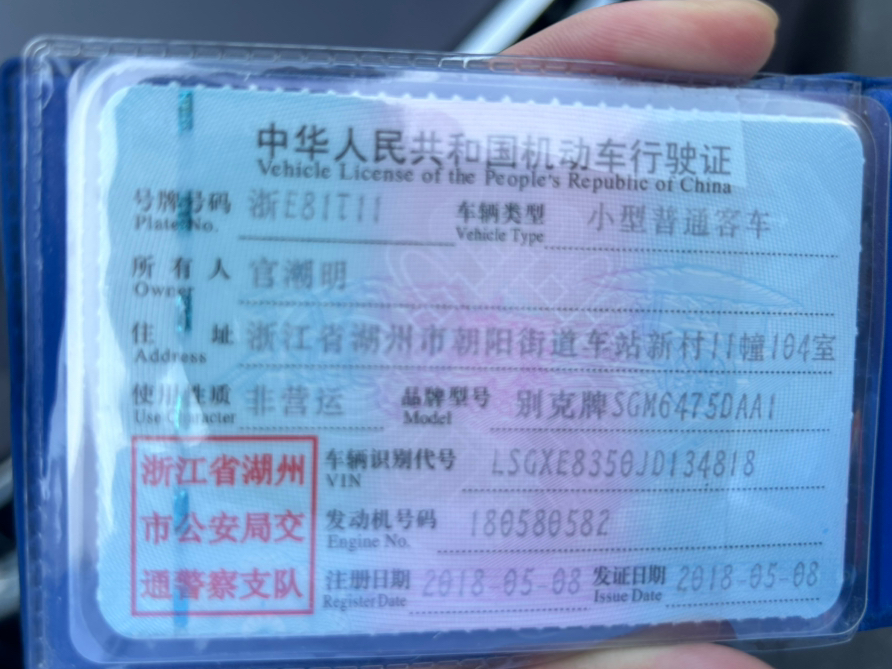 中华人民共和国机动车行驶证
Vehicle License of the People's Republic of China
号牌号码 浙E81T11 车辆类型 小型普通客车
Plate No. Vehicle Type
所有人 官潮明
Owner
住址 浙江省湖州市朝阳街道车站新村11幢104室
Address
使用性质 非营运 品牌型号 别克牌SGM6475DAA1
Use Character Model
浙江省湖州市公安局交通警察支队
车辆识别代号 LSGXE8350JD134818
VIN
发动机号码 180580582
Engine No.
注册日期 2018-05-08 发证日期 2018-05-08
Register Date Issue Date